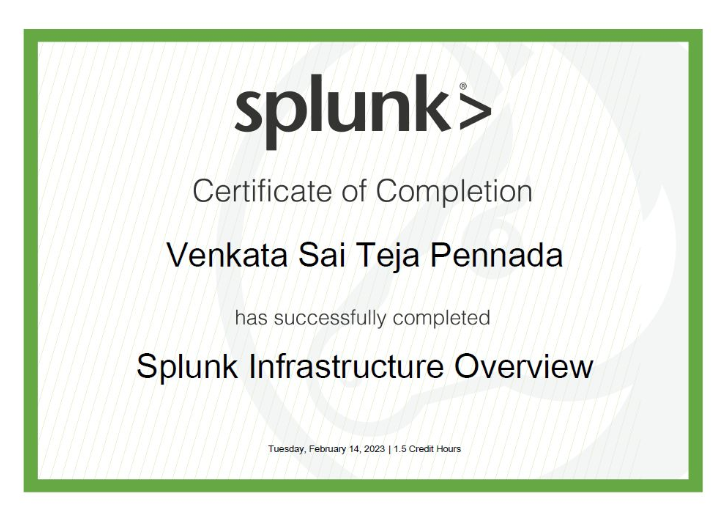 splunk®>
Certificate of Completion
Venkata Sai Teja Pennada
has successfully completed
Splunk Infrastructure Overview
Tuesday, February 14, 2023 | 1.5 Credit Hours